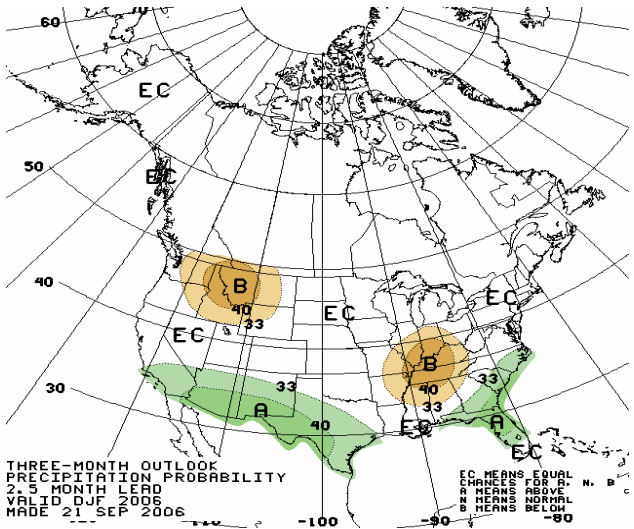 60
70
EC
50
EC
40
B
40
33
EC
EC
EC
B
40
33
30
33
A
40
33
A
EC
EC
THREE-MONTH OUTLOOK
PRECIPITATION PROBABILITY
2.5 MONTH LEAD
VALID DJF 2006
MADE 21 SEP 2006
EC MEANS EQUAL
CHANCES FOR A, N, B
A MEANS ABOVE
N MEANS NORMAL
B MEANS BELOW
-110
-100
-90
-80